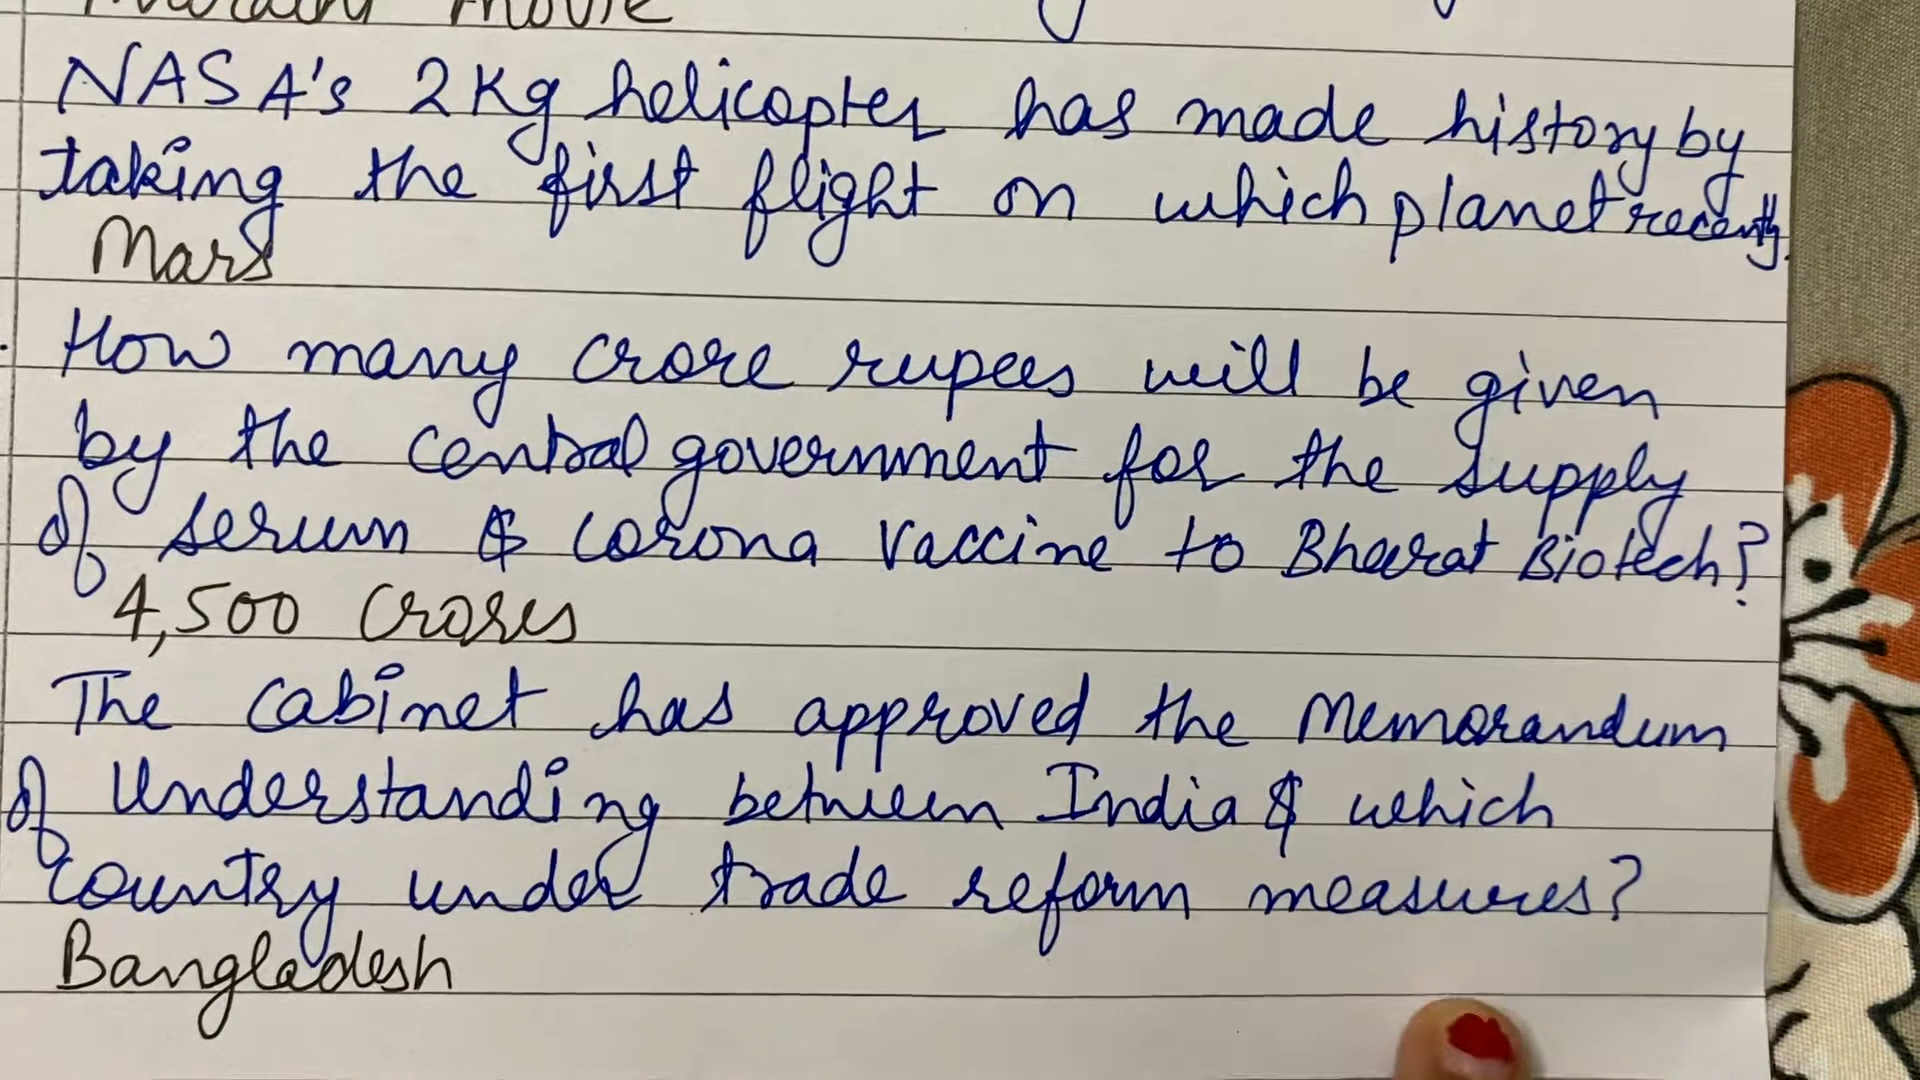 Movie
NASA's 2Kg helicopter has made history by
taking the first flight on which planet recently.
Mars
How many crore rupees will be given
by the central government for the supply
of serum & corona vaccine to Bharat Biotech?
4,500 Crores
The cabinet has approved the Memorandum
of Understanding between India & which
country under trade reform measures?
Bangladesh